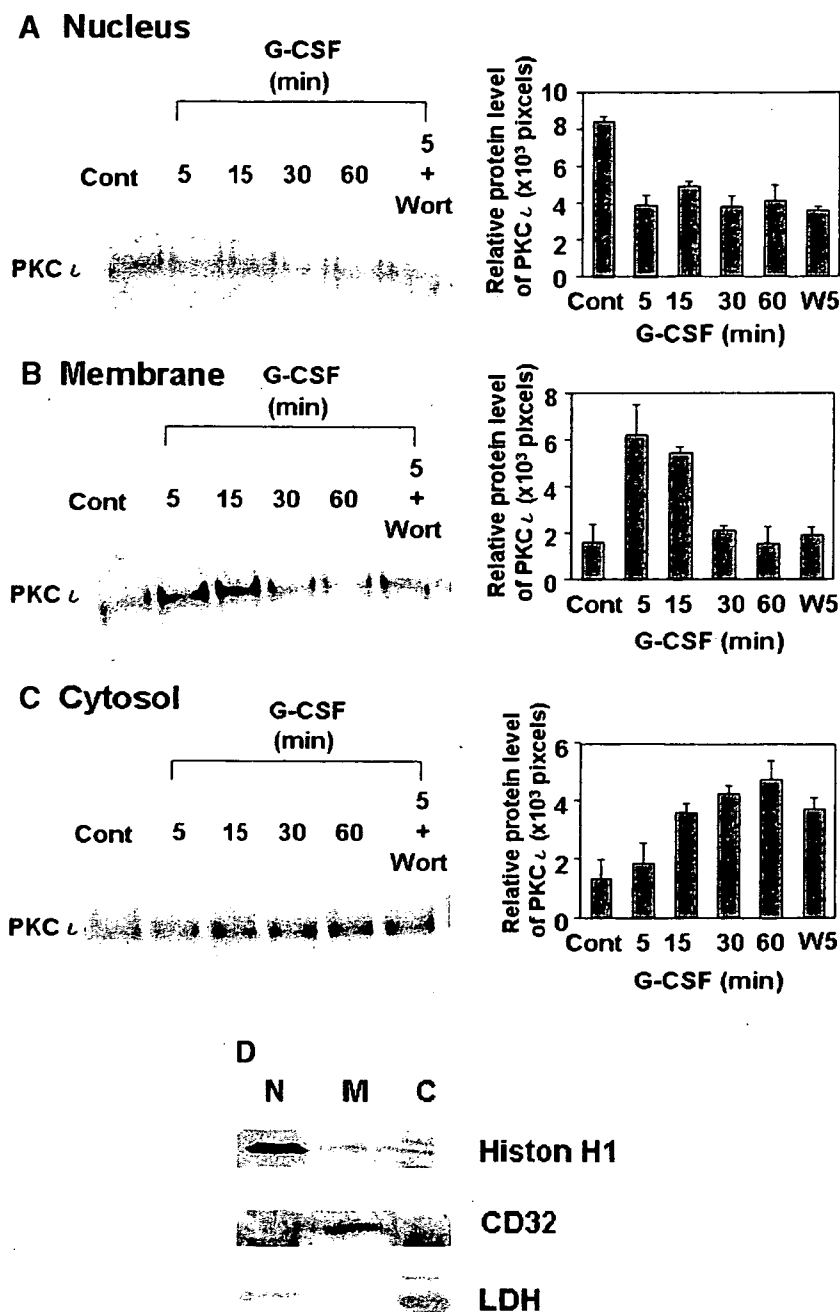 A Nucleus
G-CSF
(min)
Cont 5 15 30 60 5
+
Wort
PKC ι
Relative protein level
of PKC ι (x10³ pixcels)
10
8
6
4
2
0
Cont 5 15 30 60 W5
G-CSF (min)
B Membrane
G-CSF
(min)
Cont 5 15 30 60 5
+
Wort
PKC ι
Relative protein level
of PKC ι (x10³ pixcels)
8
6
4
2
0
Cont 5 15 30 60 W5
G-CSF (min)
C Cytosol
G-CSF
(min)
Cont 5 15 30 60 5
+
Wort
PKC ι
Relative protein level
of PKC ι (x10³ pixcels)
6
4
2
0
Cont 5 15 30 60 W5
G-CSF (min)
D
N M C
Histon H1
CD32
LDH